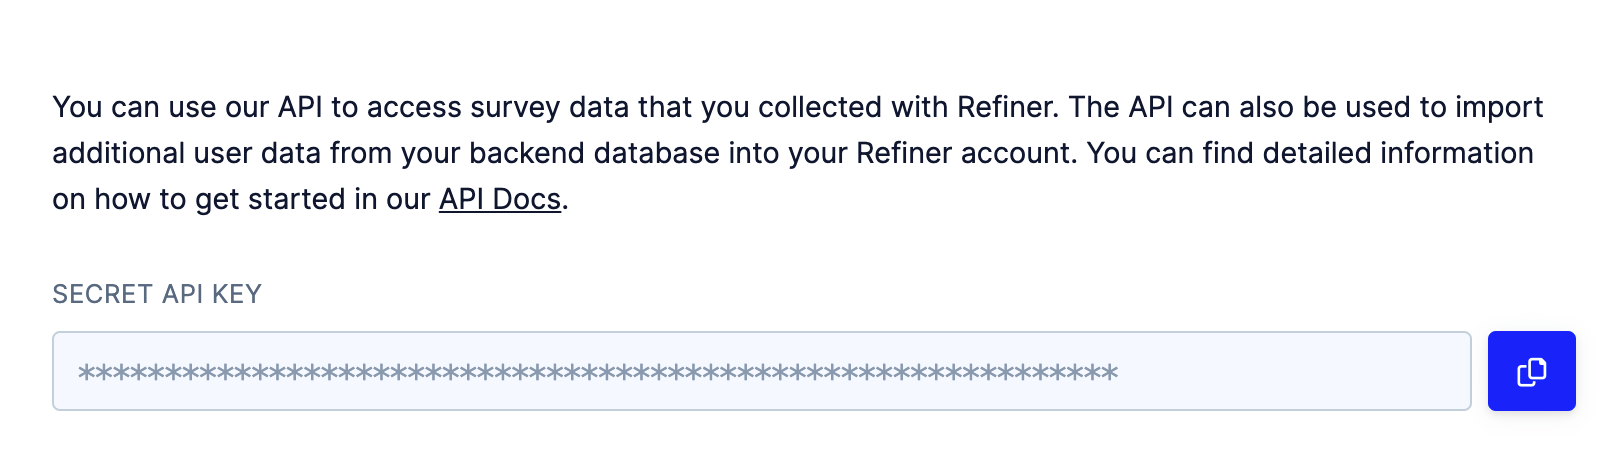 You can use our API to access survey data that you collected with Refiner. The API can also be used to import
additional user data from your backend database into your Refiner account. You can find detailed information
on how to get started in our API Docs.
SECRET API KEY
************************************************************